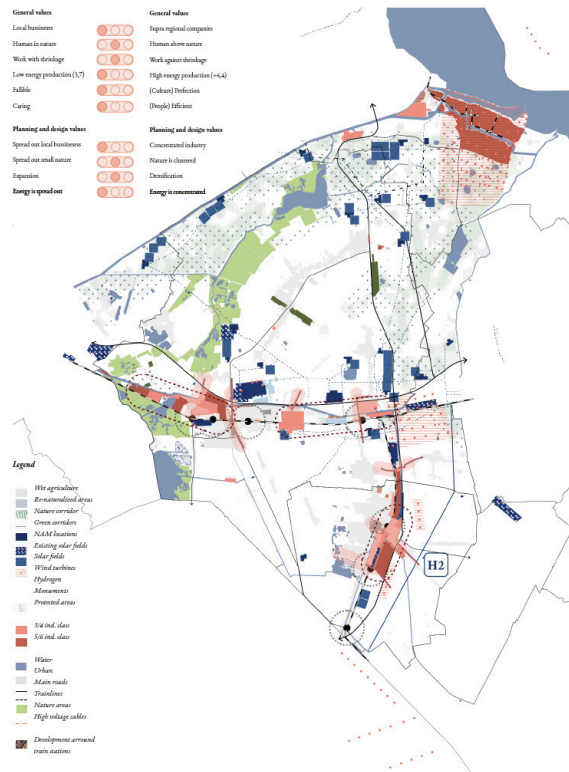 General values
General values
Local businsess
Supra regional companies
Human in nature
Human above nature
Work with shrinkage
Work against shrinkage
Low energy production (5,7)
High energy production (+6,4)
Fallible
(Culture) Perfection
Caring
(People) Efficient
Planning and design values
Planning and design values
Spread out local businsess
Concentrated industry
Spread out small nature
Nature is clustered
Expansion
Densification
Energy is spread out
Energy is concentrated
H2
Legend
Wet agriculture
Re-naturalised areas
Nature corridor
Green corridors
NAM locations
Existing solar fields
Solar fields
Wind turbines
Hydrogen
Monuments
Protected areas
3/4 ind. class
5/6 ind. class
Water
Urban
Main roads
Trainlines
Nature areas
High voltage cables
Development arround
train stations